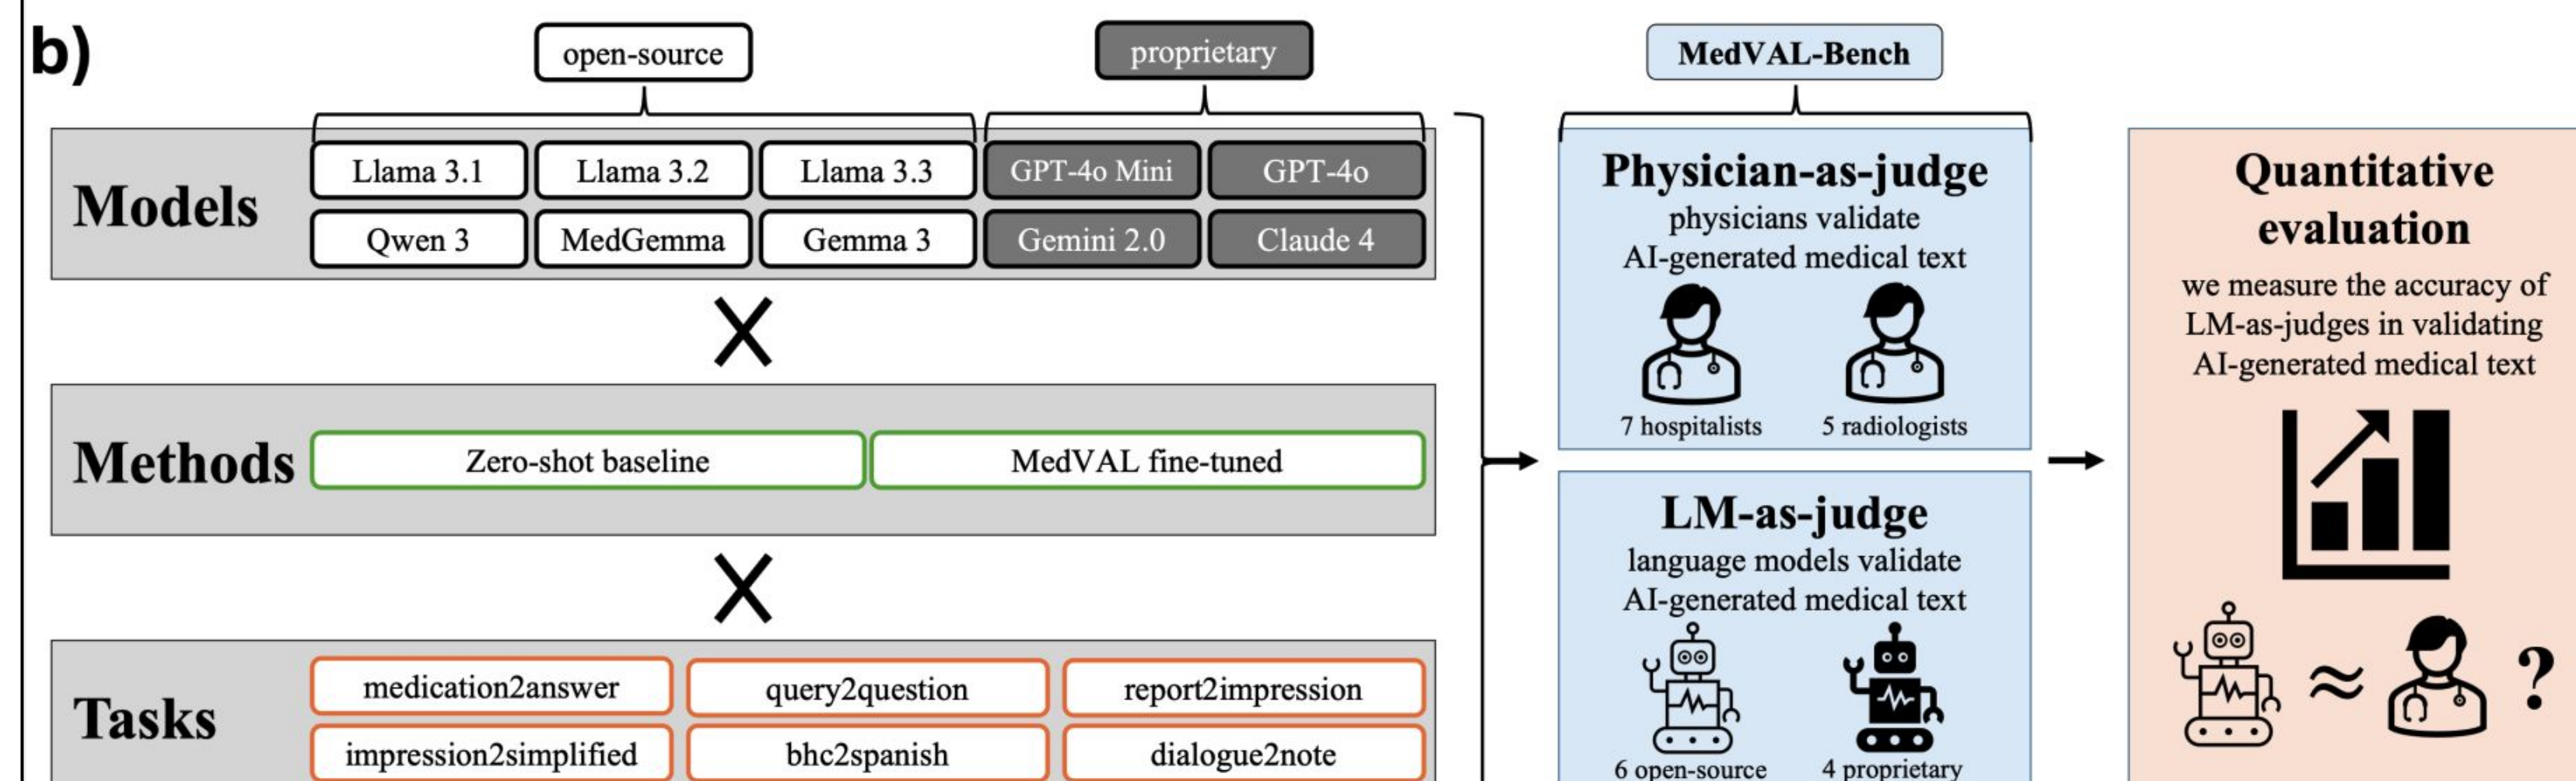 b)
open-source
proprietary
MedVAL-Bench
Models
Llama 3.1
Llama 3.2
Llama 3.3
GPT-4o Mini
GPT-4o
Qwen 3
MedGemma
Gemma 3
Gemini 2.0
Claude 4
Methods
Zero-shot baseline
MedVAL fine-tuned
Tasks
medication2answer
query2question
report2impression
impression2simplified
bhc2spanish
dialogue2note
Physician-as-judge
physicians validate
AI-generated medical text
7 hospitalists
5 radiologists
LM-as-judge
language models validate
AI-generated medical text
6 open-source
4 proprietary
Quantitative
evaluation
we measure the accuracy of
LM-as-judges in validating
AI-generated medical text
≈ ?